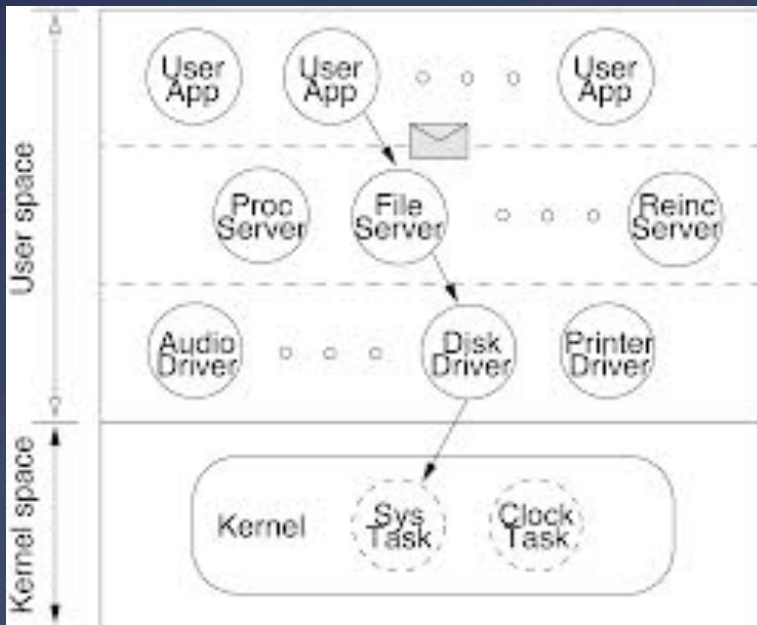 User
App
User
App
User
App
Proc
Server
File
Server
Reinc
Server
Audio
Driver
Disk
Driver
Printer
Driver
User space
Kernel
Sys
Task
Clock
Task
Kernel space